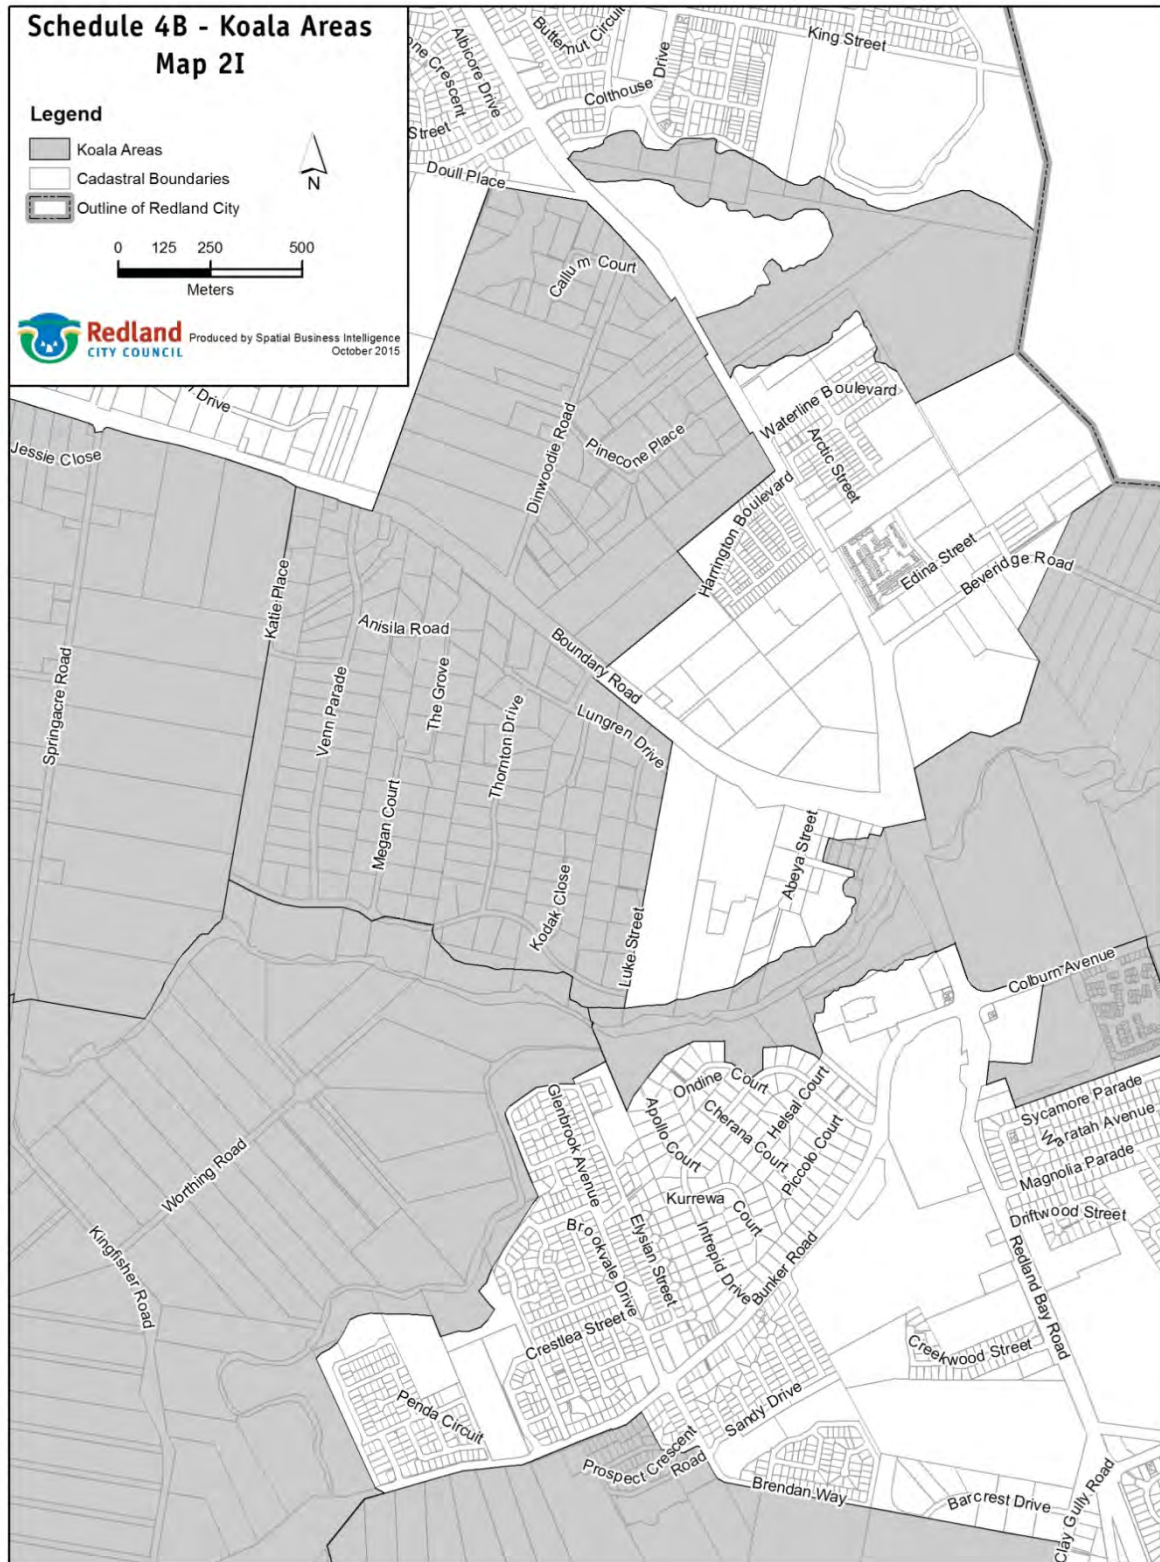 Schedule 4B - Koala Areas
Map 2I
Legend
Koala Areas
Cadastral Boundaries
Outline of Redland City
N
0 125 250 500
Meters
Redland
CITY COUNCIL
Produced by Spatial Business Intelligence
October 2015
Albicore Drive
Butternut Circuit
King Street
Crescent
Colthouse Drive
Street
Doull Place
Callum Court
Drive
Waterline Boulevard
Jessie Close
Dinwoodie Road
Pinecone Place
Arctic Street
Harrington Boulevard
Edina Street
Beveridge Road
Katie Place
Anisila Road
Boundary Road
Springacre Road
Venn Parade
The Grove
Thornton Drive
Lungren Drive
Megan Court
Abeya Street
Kodak Close
Luke Street
Colburn Avenue
Ondine Court
Glenbrook Avenue
Apollo Court
Cherana Court
Helsal Court
Piccolo Court
Sycamore Parade
Waratah Avenue
Magnolia Parade
Worthing Road
Kurrewa Court
Driftwood Street
Kingfisher Road
Brookvale Drive
Elysian Street
Intrepid Drive
Bunker Road
Redland Bay Road
Crestlea Street
Creekwood Street
Penda Circuit
Sandy Drive
Prospect Crescent
Road
Brendan Way
Barcrest Drive
Clay Gully Road